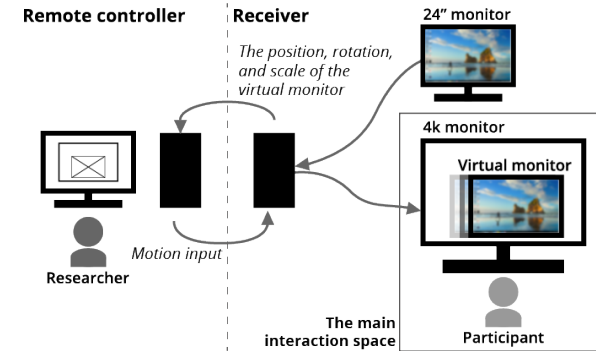 Remote controller
Receiver
24” monitor
The position, rotation,
and scale of the
virtual monitor
4k monitor
Virtual monitor
Motion input
Researcher
The main
interaction space
Participant